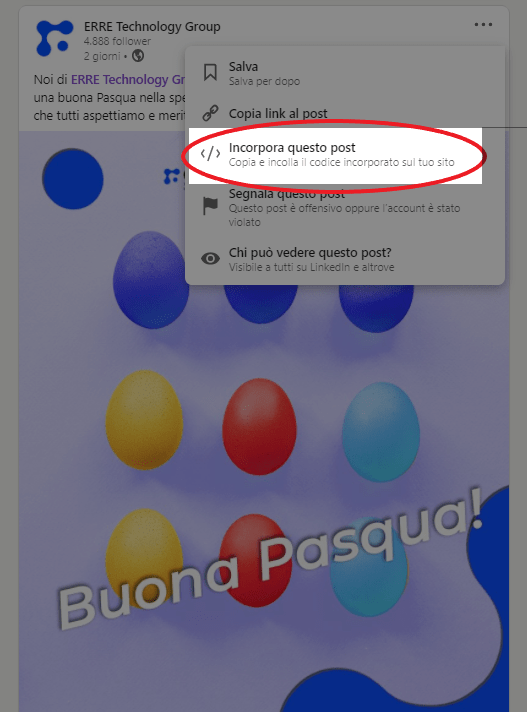 ERRE Technology Group
4.888 follower
2 giorni •
Noi di ERRE Technology Gr
una buona Pasqua nella spe
che tutti aspettiamo e merit
Salva
Salva per dopo
Copia link al post
Incorpora questo post
Copia e incolla il codice incorporato sul tuo sito
Segnala questo post
Questo post è offensivo oppure l'account è stato
violato
Chi può vedere questo post?
Visibile a tutti su LinkedIn e altrove
Buona Pasqua!